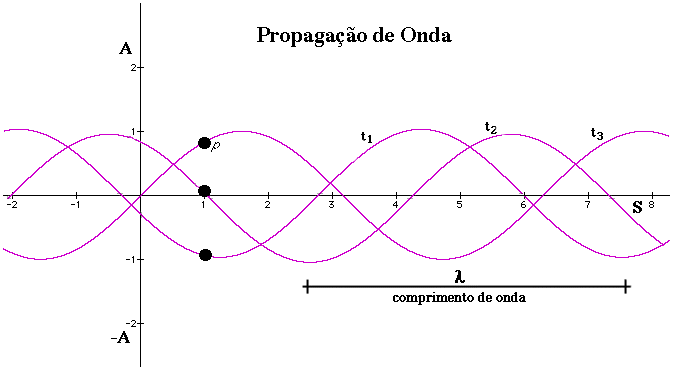 Propagação de Onda
A
2
1
t₁
t₂
t₃
p
-2 -1 1 2 3 4 5 6 7 8
S
-1
λ
comprimento de onda
-2
-A